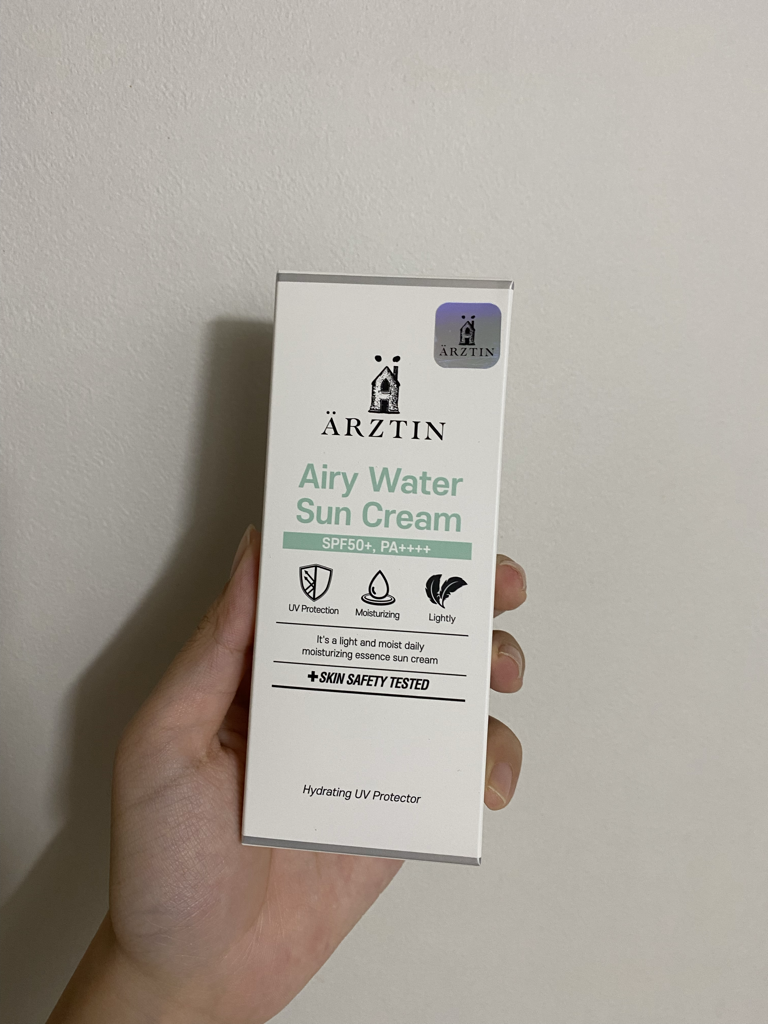 ÄRZTIN
ÄRZTIN
Airy Water
Sun Cream
SPF50+, PA++++
UV Protection
Moisturizing
Lightly
It's a light and moist daily
moisturizing essence sun cream
+SKIN SAFETY TESTED
Hydrating UV Protector